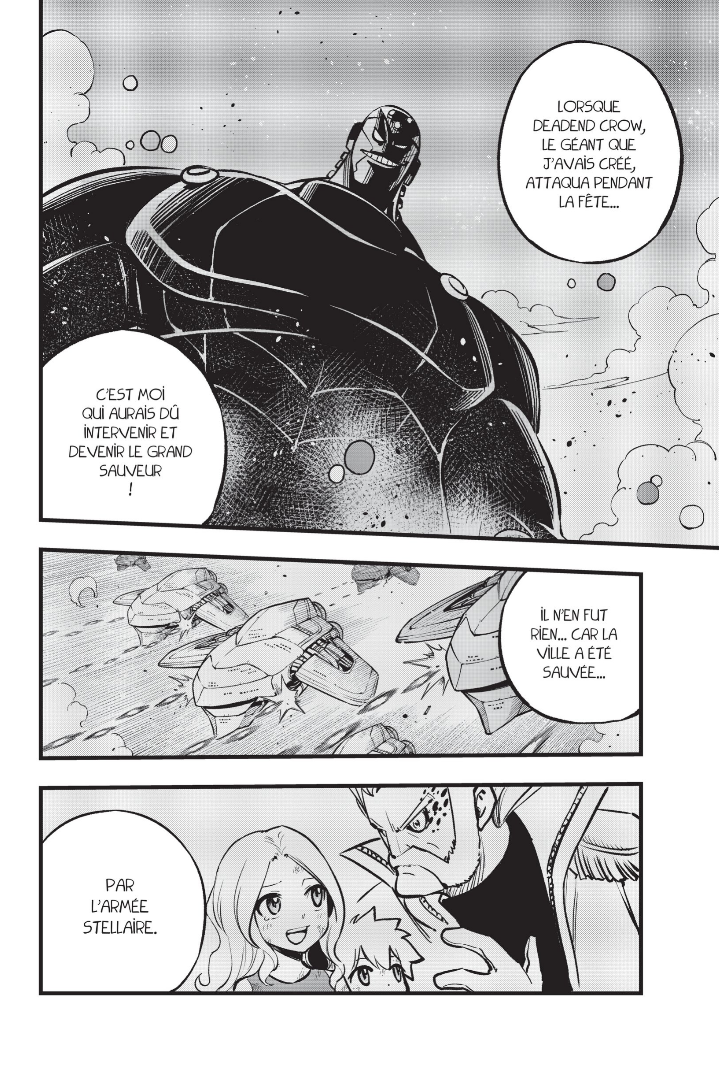 LORSQUE
DEADEND CROW,
LE GÉANT QUE
J'AVAIS CRÉÉ,
ATTAQUA PENDANT
LA FÊTE...
C'EST MOI
QUI AURAIS DÛ
INTERVENIR ET
DEVENIR LE GRAND
SAUVEUR
!
IL N'EN FUT
RIEN... CAR LA
VILLE A ÉTÉ
SAUVÉE...
PAR
L'ARMÉE
STELLAIRE.